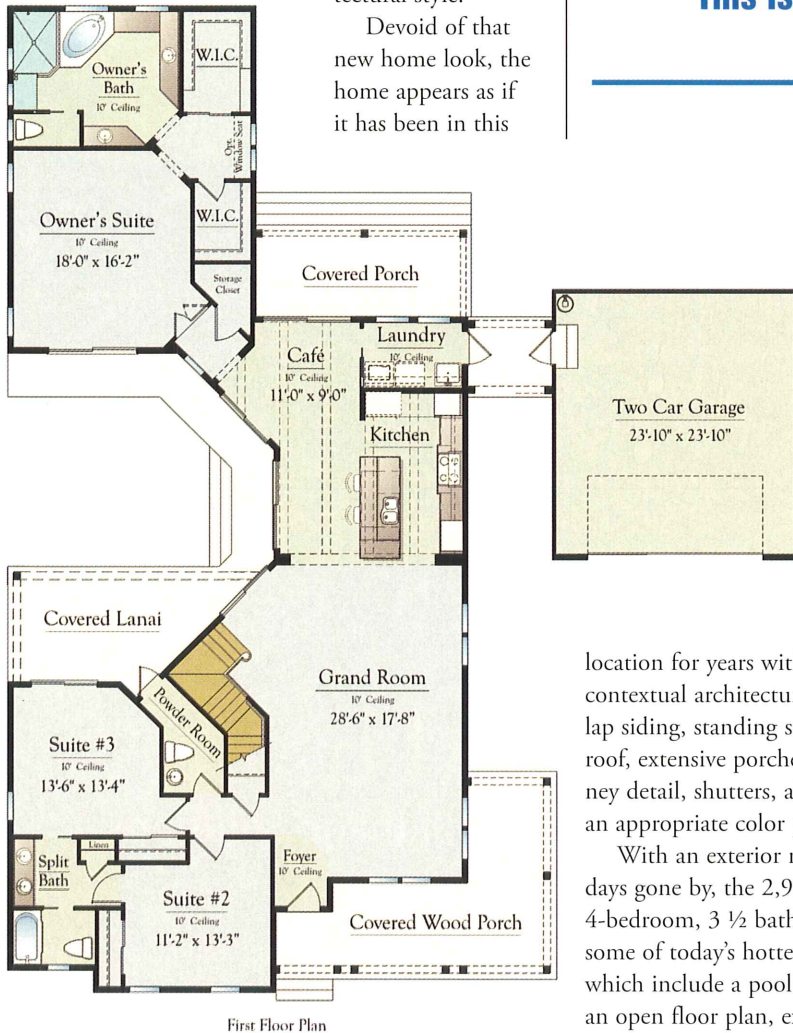 tectural style.
Devoid of that
new home look, the
home appears as if
it has been in this
This is
Owner's
Bath
10' Ceiling
W.I.C.
Opt.
Window Seat
Owner's Suite
10' Ceiling
18'-0" x 16'-2"
W.I.C.
Storage
Closet
Covered Porch
Café
10' Ceiling
11'-0" x 9'-0"
Laundry
10' Ceiling
Kitchen
Two Car Garage
23'-10" x 23'-10"
Covered Lanai
Grand Room
10' Ceiling
28'-6" x 17'-8"
Powder Room
Suite #3
10' Ceiling
13'-6" x 13'-4"
Linen
Split
Bath
Suite #2
10' Ceiling
11'-2" x 13'-3"
Foyer
10' Ceiling
Covered Wood Porch
First Floor Plan
location for years wit
contextual architectu
lap siding, standing s
roof, extensive porche
ney detail, shutters, a
an appropriate color
With an exterior r
days gone by, the 2,9
4-bedroom, 3 ½ bath
some of today's hotte
which include a pool
an open floor plan, e